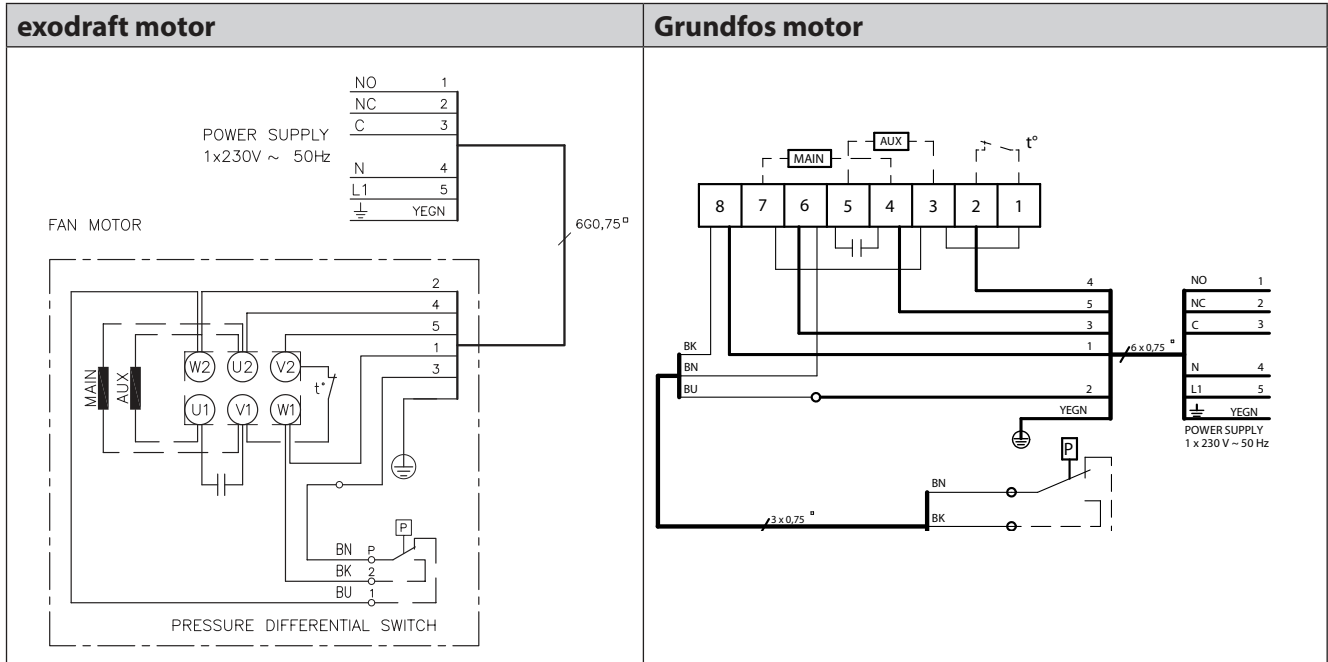 exodraft motor
NO 1
NC 2
C 3
POWER SUPPLY
1x230V ~ 50Hz
N 4
L1 5
YEGN
FAN MOTOR
6G0,75
2
4
5
1
3
MAIN
AUX
W2 U2 V2
t°
U1 V1 W1
P
BN P
BK 2
BU 1
PRESSURE DIFFERENTIAL SWITCH
Grundfos motor
MAIN
AUX
t°
8 7 6 5 4 3 2 1
4
5
3
1
2
YEGN
BK
BN
BU
6 x 0,75
NO 1
NC 2
C 3
N 4
L1 5
YEGN
POWER SUPPLY
1 x 230 V ~ 50 Hz
P
BN
BK
3 x 0,75